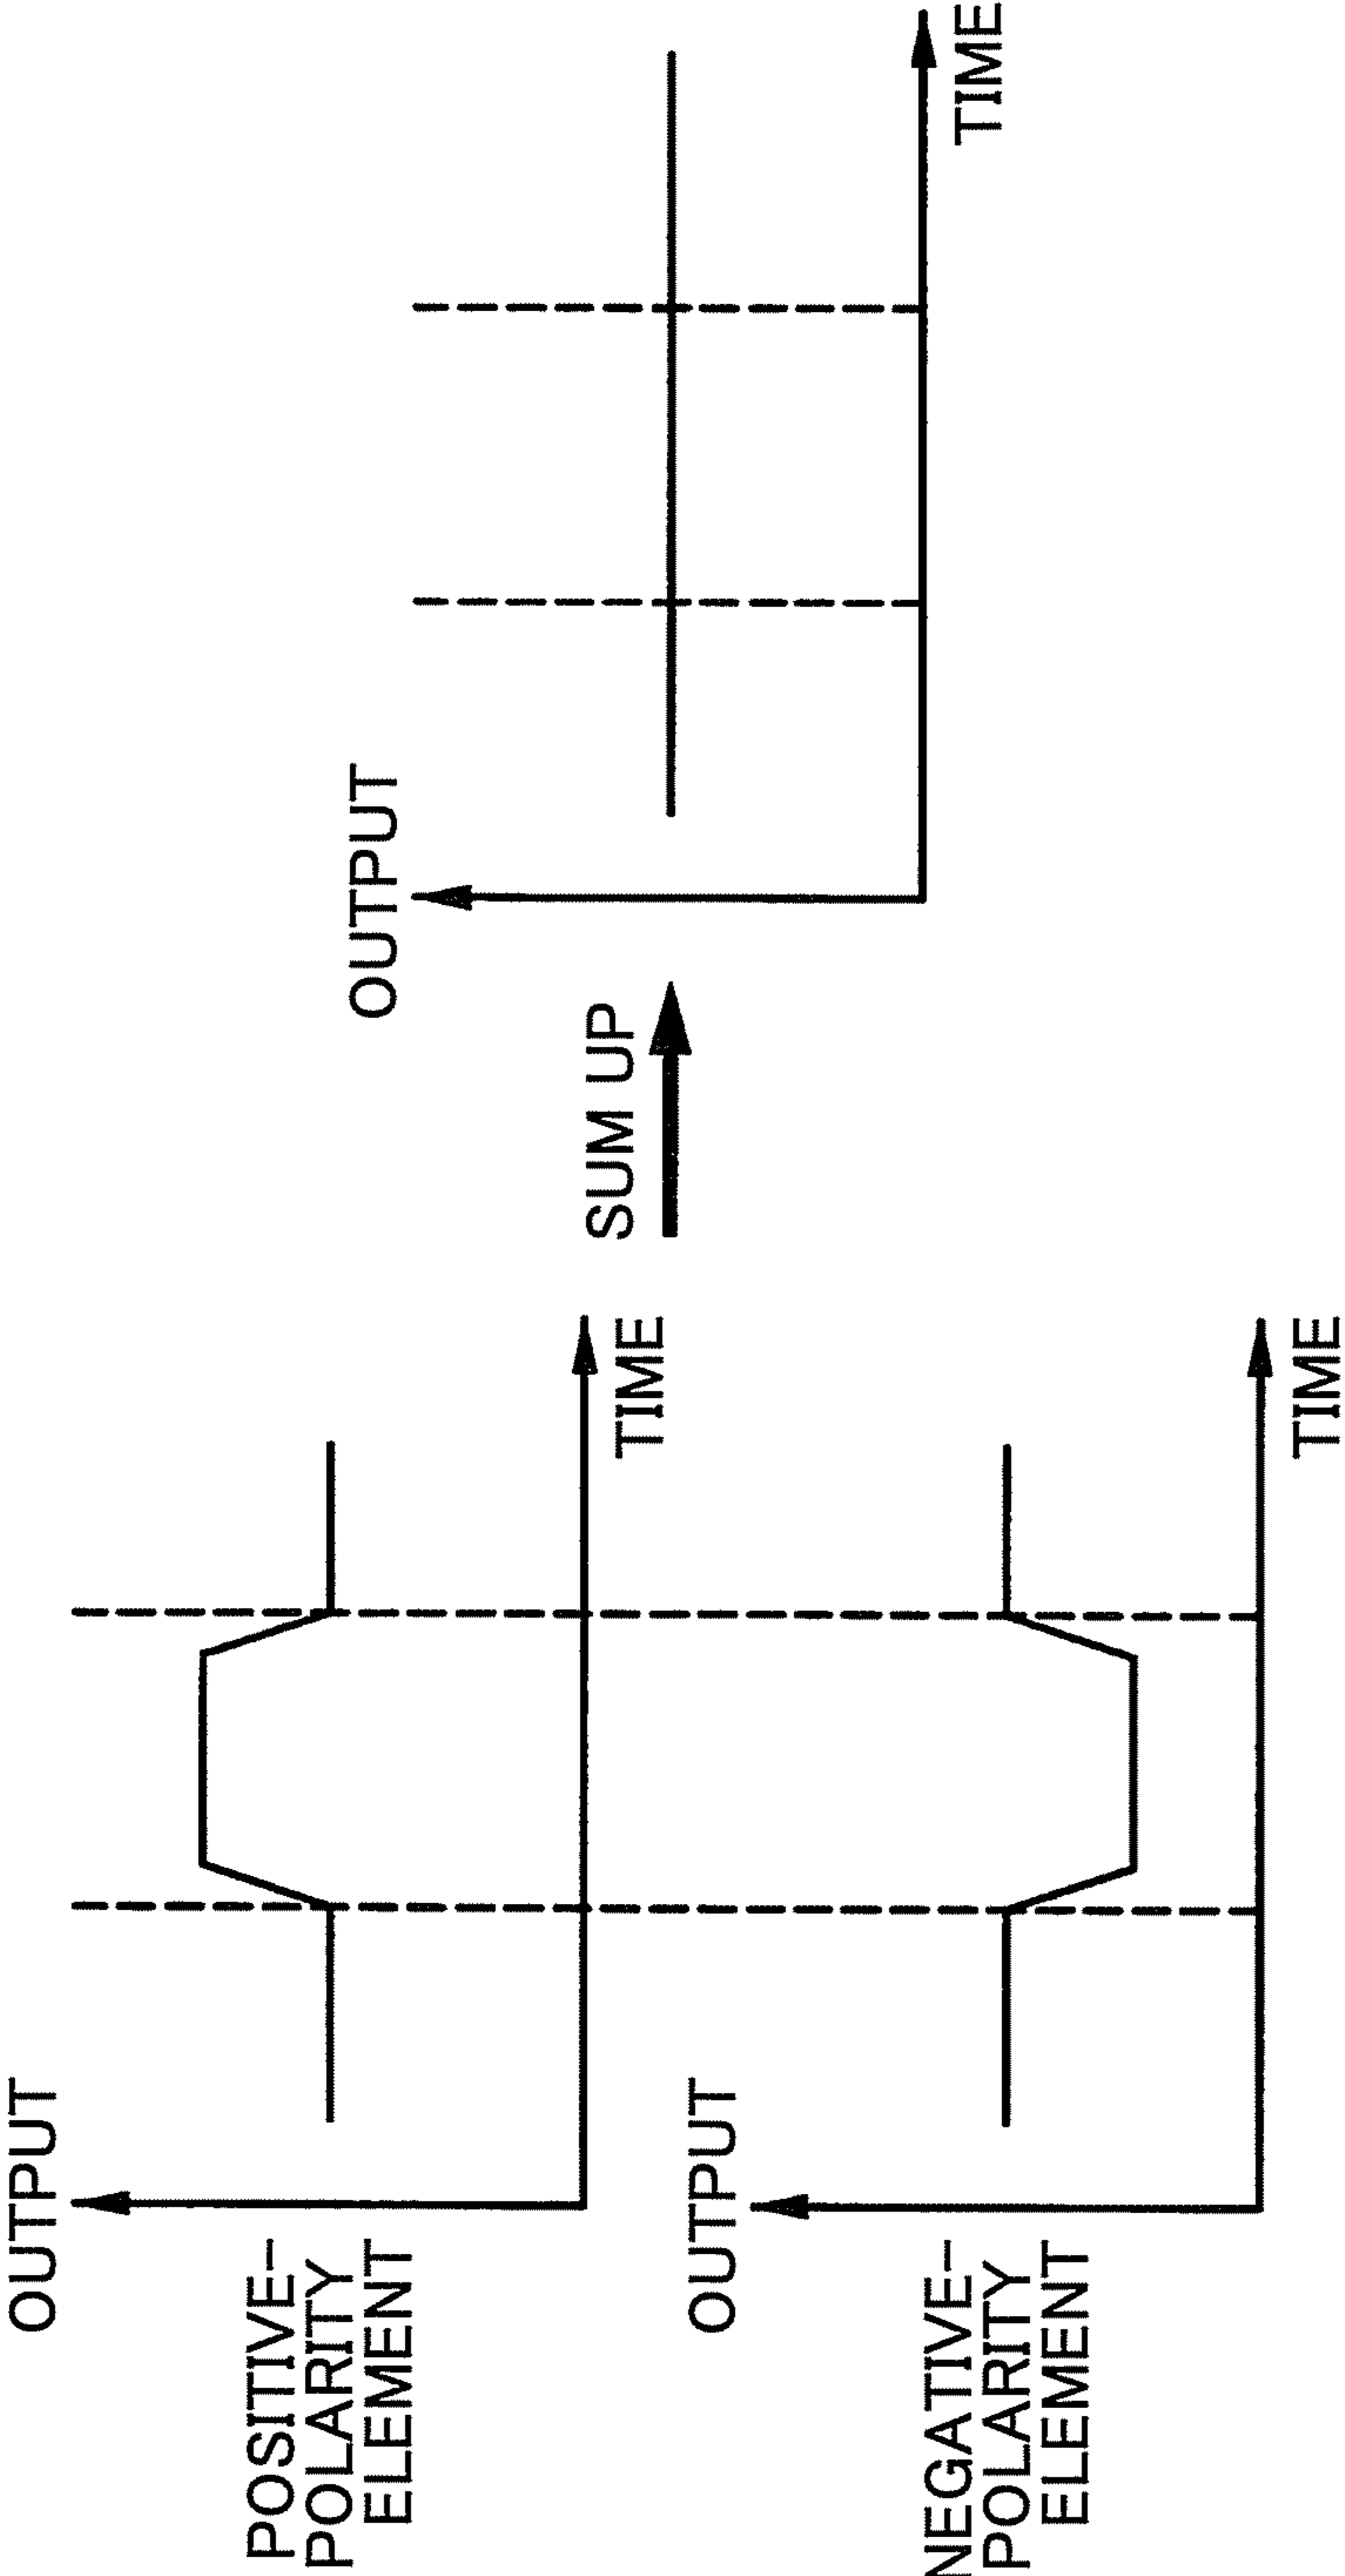 OUTPUT
POSITIVE-
POLARITY
ELEMENT
TIME
OUTPUT
NEGATIVE-
POLARITY
ELEMENT
TIME
SUM UP
OUTPUT
TIME